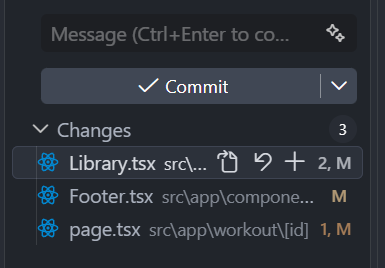 Message (Ctrl+Enter to co...
Commit
Changes 3
Library.tsx src\... 2, M
Footer.tsx src\app\compone... M
page.tsx src\app\workout\[id] 1, M